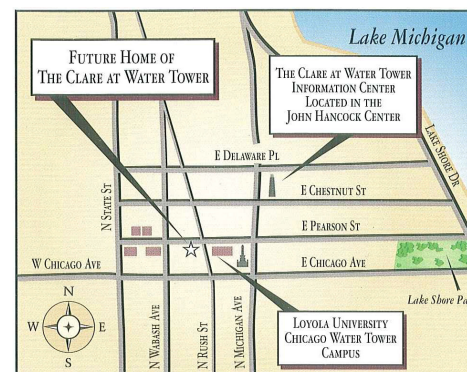 Lake Michigan
FUTURE HOME OF
THE CLARE AT WATER TOWER
THE CLARE AT WATER TOWER
INFORMATION CENTER
LOCATED IN THE
JOHN HANCOCK CENTER
LAKE SHORE DR
E DELAWARE PL
E CHESTNUT ST
N STATE ST
E PEARSON ST
W CHICAGO AVE
E CHICAGO AVE
Lake Shore Pa
N
W
E
S
N WABASH AVE
N RUSH ST
N MICHIGAN AVE
LOYOLA UNIVERSITY
CHICAGO WATER TOWER
CAMPUS